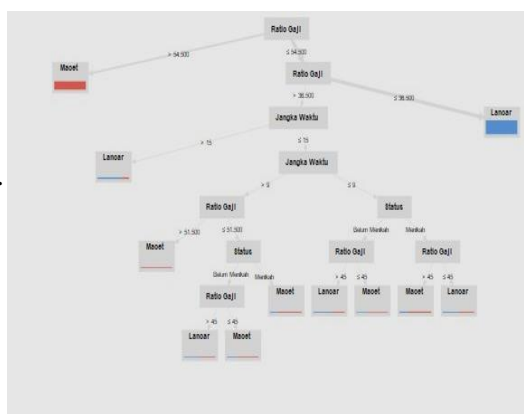 Ratio Gaji
> 54.500
≤ 54.500
Macet
Ratio Gaji
> 36.500
≤ 36.500
Jangka Waktu
Lancar
> 15
≤ 15
Lancar
Jangka Waktu
> 9
≤ 9
Ratio Gaji
Status
> 51.500
≤ 51.500
Belum Menikah
Menikah
Macet
Status
Ratio Gaji
Ratio Gaji
Belum Menikah
Menikah
> 45
≤ 45
> 45
≤ 45
Ratio Gaji
Macet
Lancar
Macet
Macet
Lancar
> 45
≤ 45
Lancar
Macet